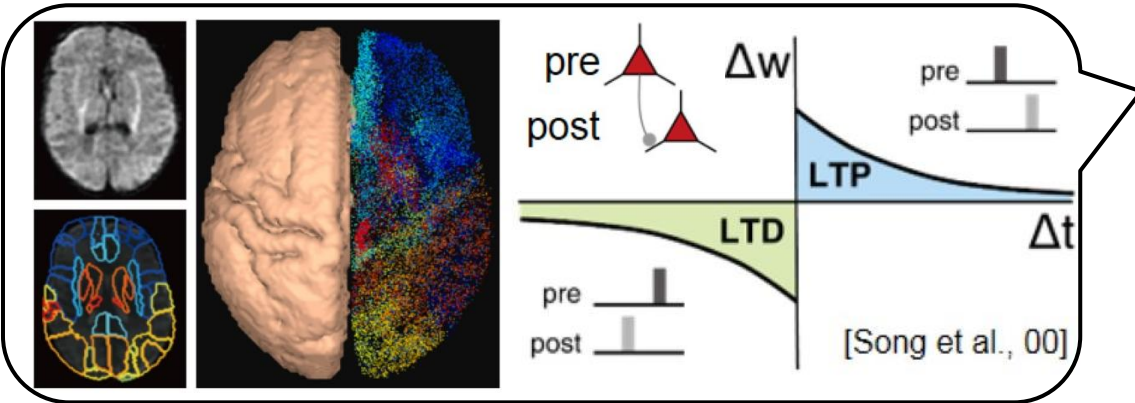 pre
post
Δw
pre
post
LTP
LTD
Δt
pre
post
[Song et al., 00]